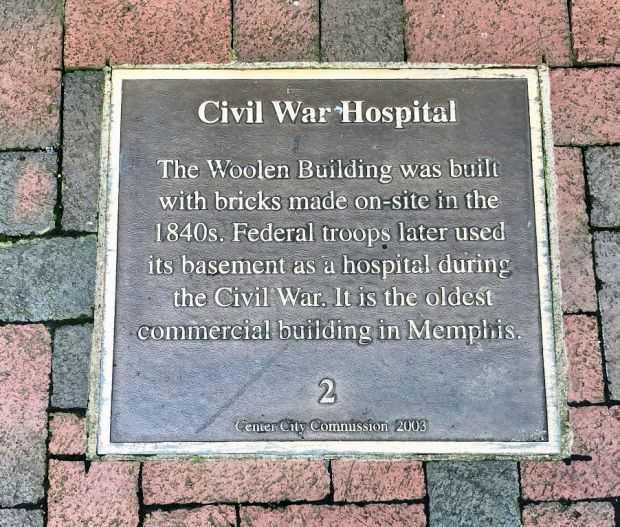 Civil War Hospital
The Woolen Building was built
with bricks made on-site in the
1840s. Federal troops later used
its basement as a hospital during
the Civil War. It is the oldest
commercial building in Memphis.
2
Center City Commission 2003